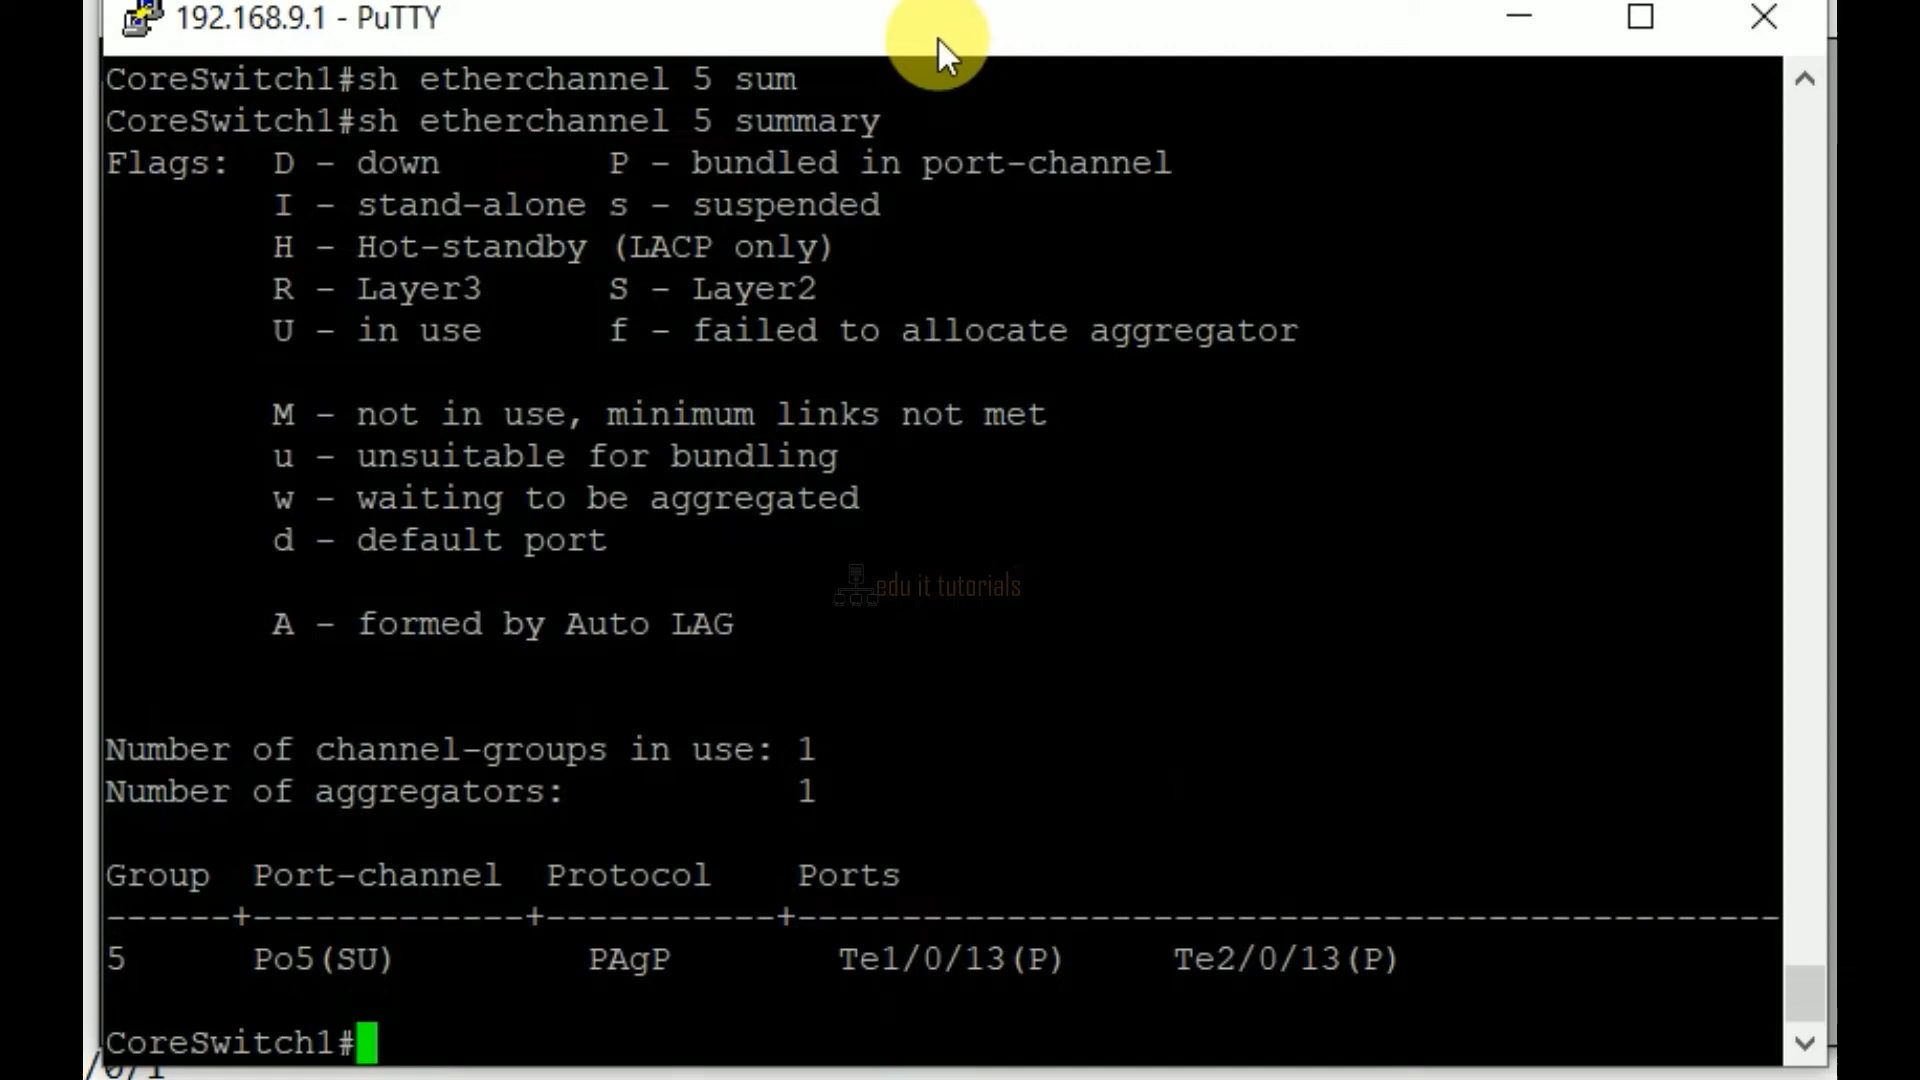 192.168.9.1 - PuTTY
CoreSwitch1#sh etherchannel 5 sum
CoreSwitch1#sh etherchannel 5 summary
Flags:  D - down        P - bundled in port-channel
        I - stand-alone s - suspended
        H - Hot-standby (LACP only)
        R - Layer3      S - Layer2
        U - in use      f - failed to allocate aggregator
        M - not in use, minimum links not met
        u - unsuitable for bundling
        w - waiting to be aggregated
        d - default port
edu it tutorials
        A - formed by Auto LAG
Number of channel-groups in use: 1
Number of aggregators:           1
Group  Port-channel  Protocol    Ports
------+-------------+-----------+-----------------------------------------------
5      Po5(SU)         PAgP        Te1/0/13(P)     Te2/0/13(P)
CoreSwitch1#
/0/1